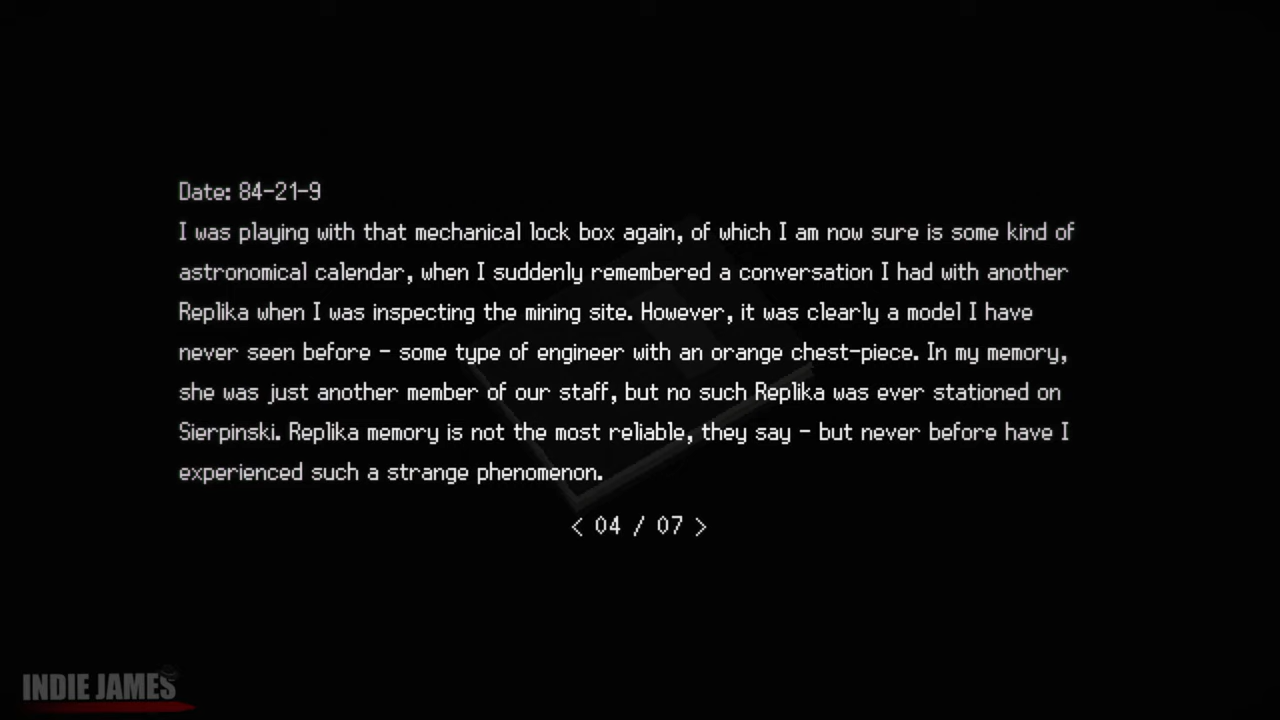 Date: 84-21-9
I was playing with that mechanical lock box again, of which I am now sure is some kind of
astronomical calendar, when I suddenly remembered a conversation I had with another
Replika when I was inspecting the mining site. However, it was clearly a model I have
never seen before - some type of engineer with an orange chest-piece. In my memory,
she was just another member of our staff, but no such Replika was ever stationed on
Sierpinski. Replika memory is not the most reliable, they say - but never before have I
experienced such a strange phenomenon.
< 04 / 07 >
INDIE JAMES